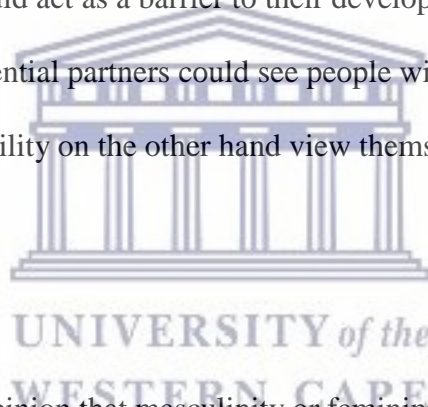 nd act as a barrier to their develop
ential partners could see people wi
ility on the other hand view thems
UNIVERSITY of the
inion that masculinity or feminin
WESTERN CAPE